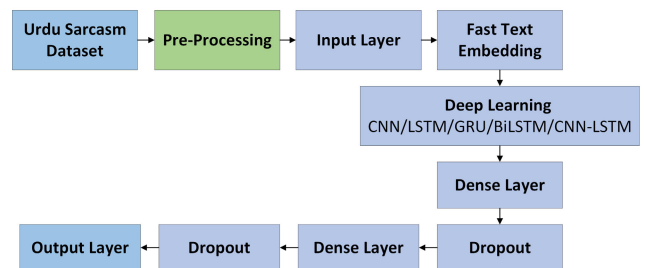 Urdu Sarcasm
Dataset
Pre-Processing
Input Layer
Fast Text
Embedding
Deep Learning
CNN/LSTM/GRU/BiLSTM/CNN-LSTM
Dense Layer
Dropout
Dense Layer
Dropout
Output Layer